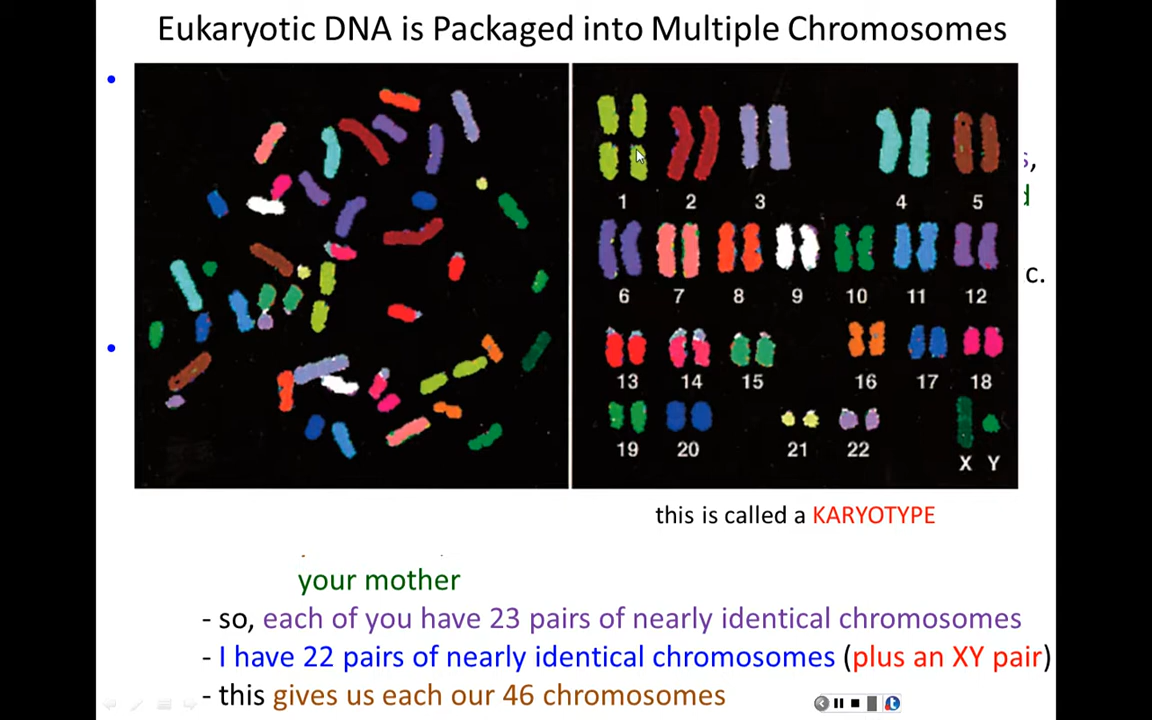 Eukaryotic DNA is Packaged into Multiple Chromosomes
1 2 3 4 5
6 7 8 9 10 11 12
13 14 15 16 17 18
19 20 21 22 X Y
c.
this is called a KARYOTYPE
your mother
- so, each of you have 23 pairs of nearly identical chromosomes
- I have 22 pairs of nearly identical chromosomes (plus an XY pair)
- this gives us each our 46 chromosomes